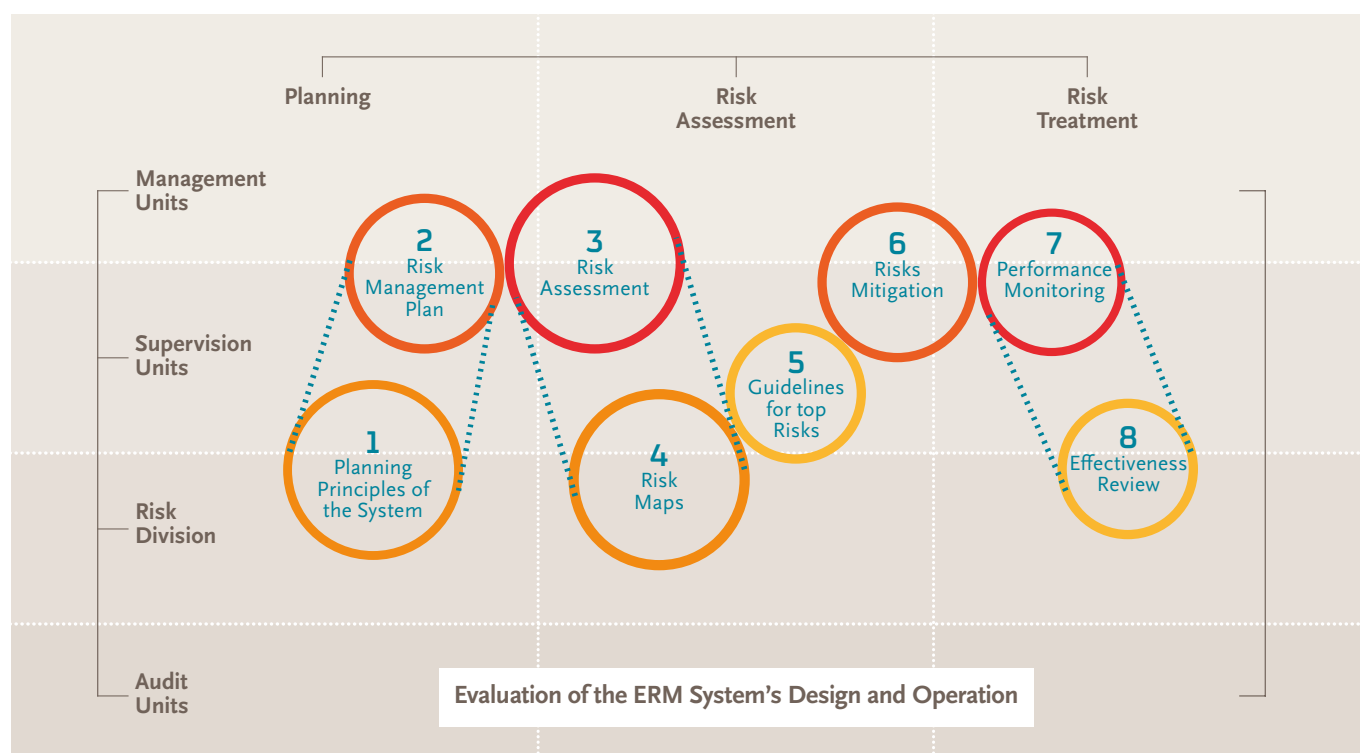 Planning
Risk
Assessment
Risk
Treatment
Management
Units
2
Risk
Management
Plan
3
Risk
Assessment
6
Risks
Mitigation
7
Performance
Monitoring
Supervision
Units
5
Guidelines
for top
Risks
1
Planning
Principles of
the System
4
Risk
Maps
8
Effectiveness
Review
Risk
Division
Audit
Units
Evaluation of the ERM System's Design and Operation